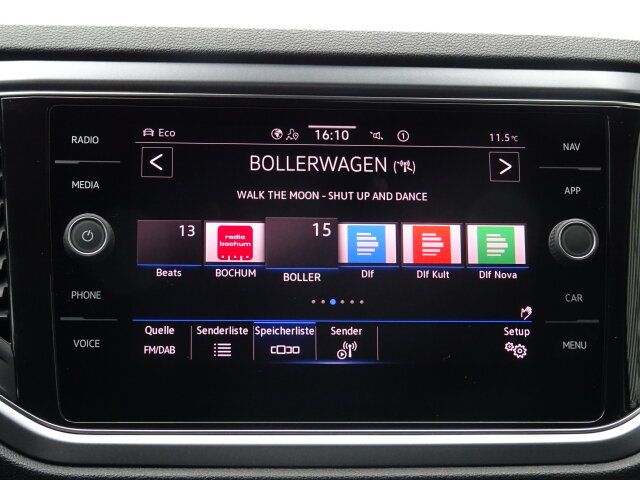 RADIO
MEDIA
PHONE
VOICE
Eco
16:10
1
11.5 °C
BOLLERWAGEN
WALK THE MOON - SHUT UP AND DANCE
13
Beats
radio
bochum
BOCHUM
15
BOLLER
Dlf
Dlf Kult
Dlf Nova
Quelle
FM/DAB
Senderliste
Speicherliste
Sender
Setup
NAV
APP
CAR
MENU